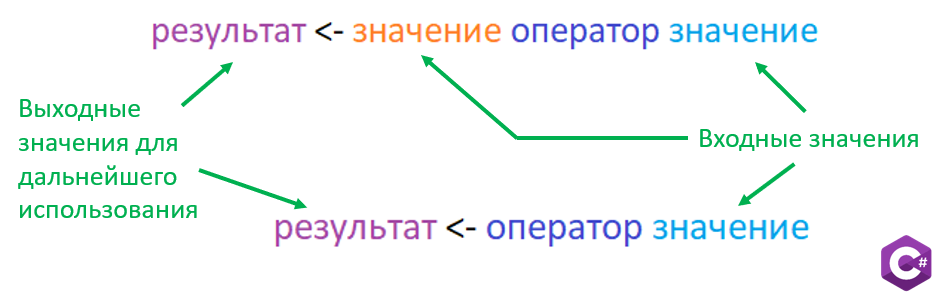 результат <- значение оператор значение
Выходные
значения для
дальнейшего
использования
Входные значения
результат <- оператор значение
C#